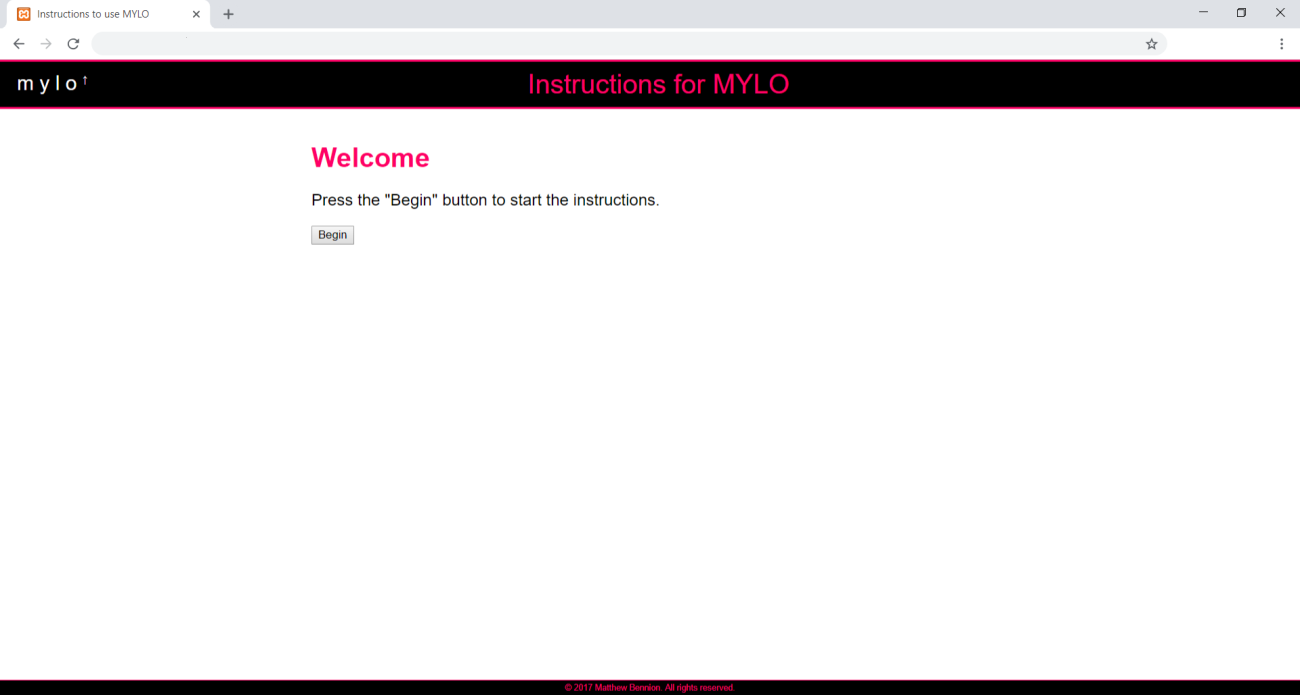 Instructions to use MYLO
mylo↑
Instructions for MYLO
Welcome
Press the "Begin" button to start the instructions.
Begin
© 2017 Matthew Bennion. All rights reserved.